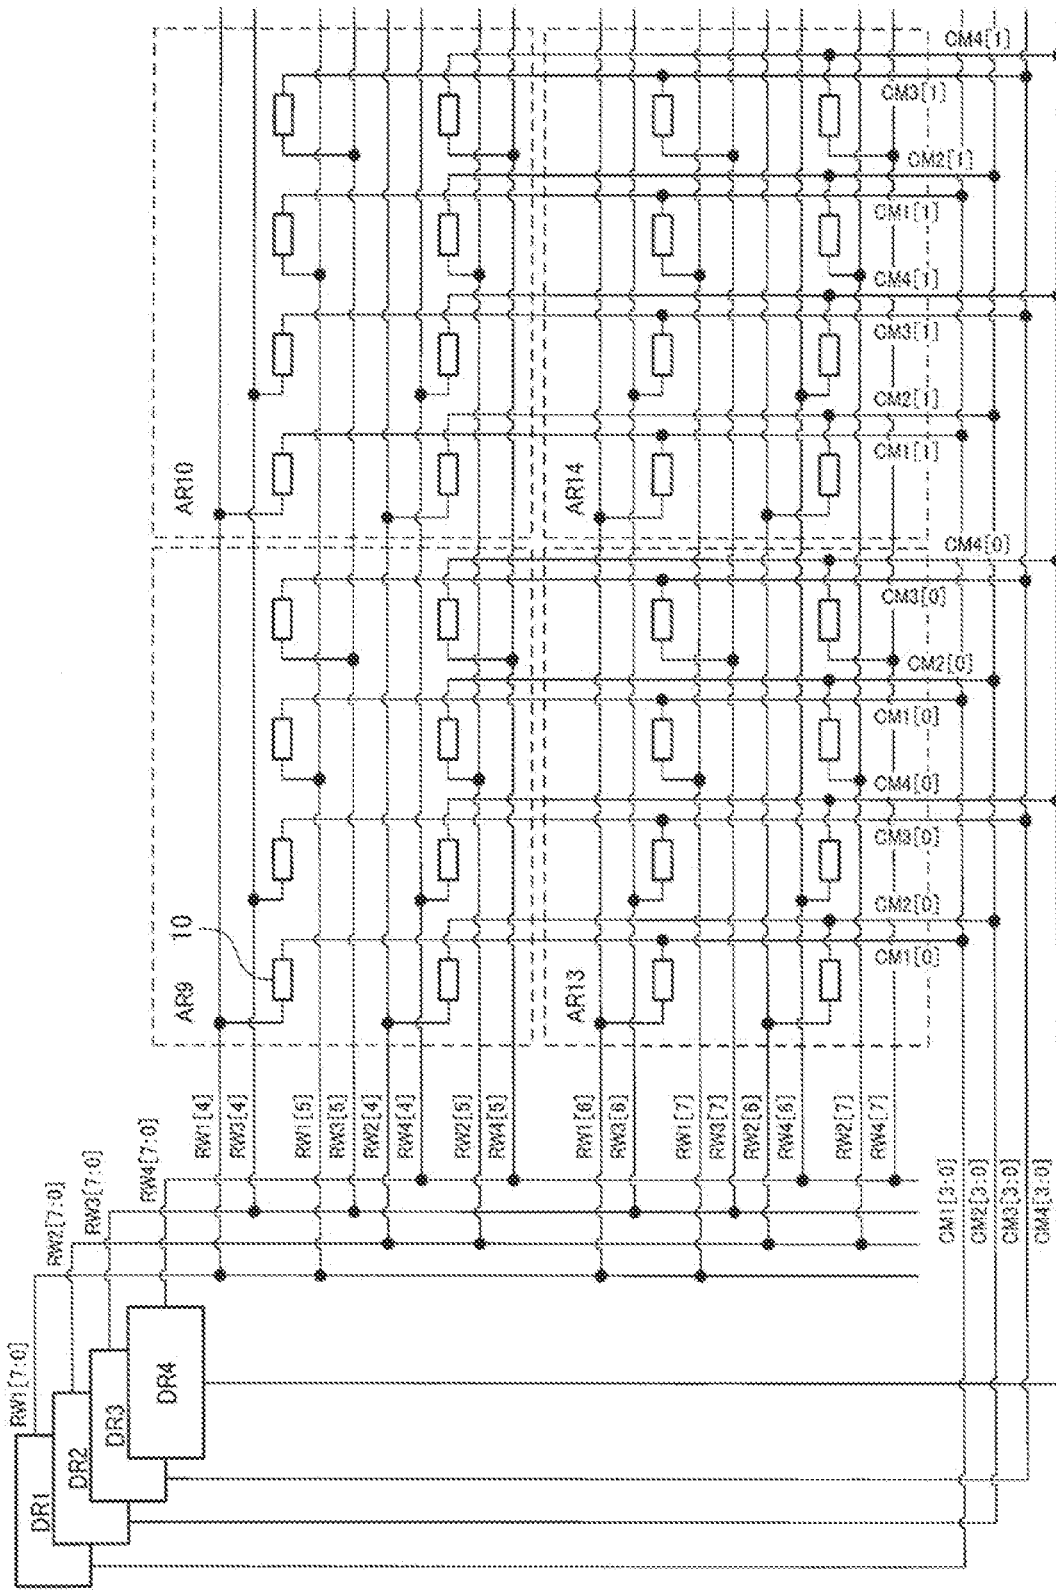 DR1
DR2
DR3
DR4
RW1[7:0]
RW2[7:0]
RW3[7:0]
RW4[7:0]
RW1[4]
RW3[4]
RW1[5]
RW3[5]
RW2[4]
RW4[4]
RW2[5]
RW4[5]
RW1[6]
RW3[6]
RW1[7]
RW3[7]
RW2[6]
RW4[6]
RW2[7]
RW4[7]
CM1[3:0]
CM2[3:0]
CM3[3:0]
CM4[3:0]
AR9
10
AR10
AR13
AR14
CM1[0]
CM2[0]
CM3[0]
CM4[0]
CM1[0]
CM2[0]
CM3[0]
CM4[0]
CM1[1]
CM2[1]
CM3[1]
CM4[1]
CM1[1]
CM2[1]
CM3[1]
CM4[1]